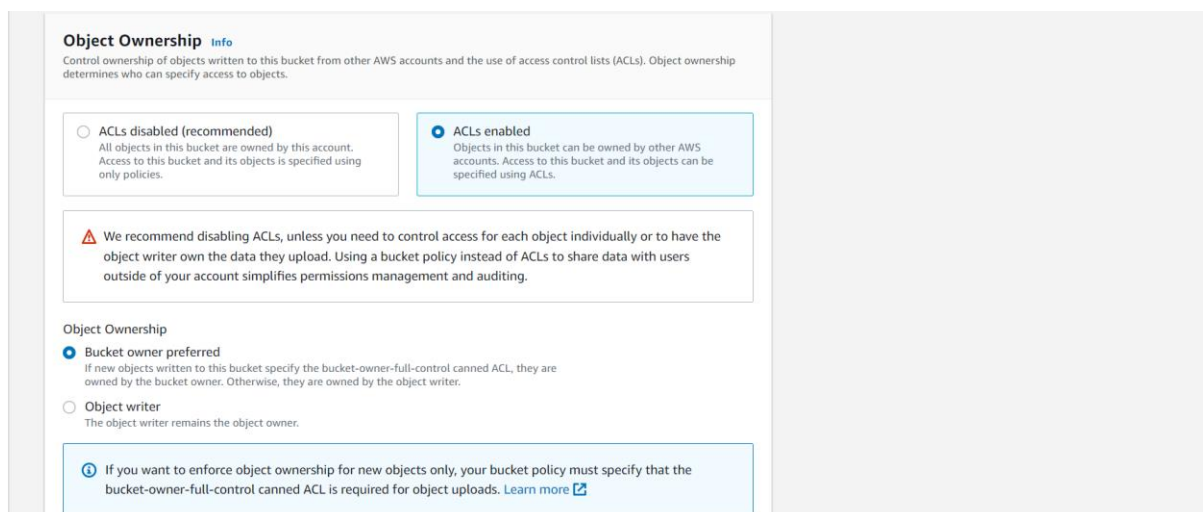 Object Ownership Info
Control ownership of objects written to this bucket from other AWS accounts and the use of access control lists (ACLs). Object ownership
determines who can specify access to objects.
ACLs disabled (recommended)
All objects in this bucket are owned by this account.
Access to this bucket and its objects is specified using
only policies.
ACLs enabled
Objects in this bucket can be owned by other AWS
accounts. Access to this bucket and its objects can be
specified using ACLs.
We recommend disabling ACLs, unless you need to control access for each object individually or to have the
object writer own the data they upload. Using a bucket policy instead of ACLs to share data with users
outside of your account simplifies permissions management and auditing.
Object Ownership
Bucket owner preferred
If new objects written to this bucket specify the bucket-owner-full-control canned ACL, they are
owned by the bucket owner. Otherwise, they are owned by the object writer.
Object writer
The object writer remains the object owner.
If you want to enforce object ownership for new objects only, your bucket policy must specify that the
bucket-owner-full-control canned ACL is required for object uploads. Learn more